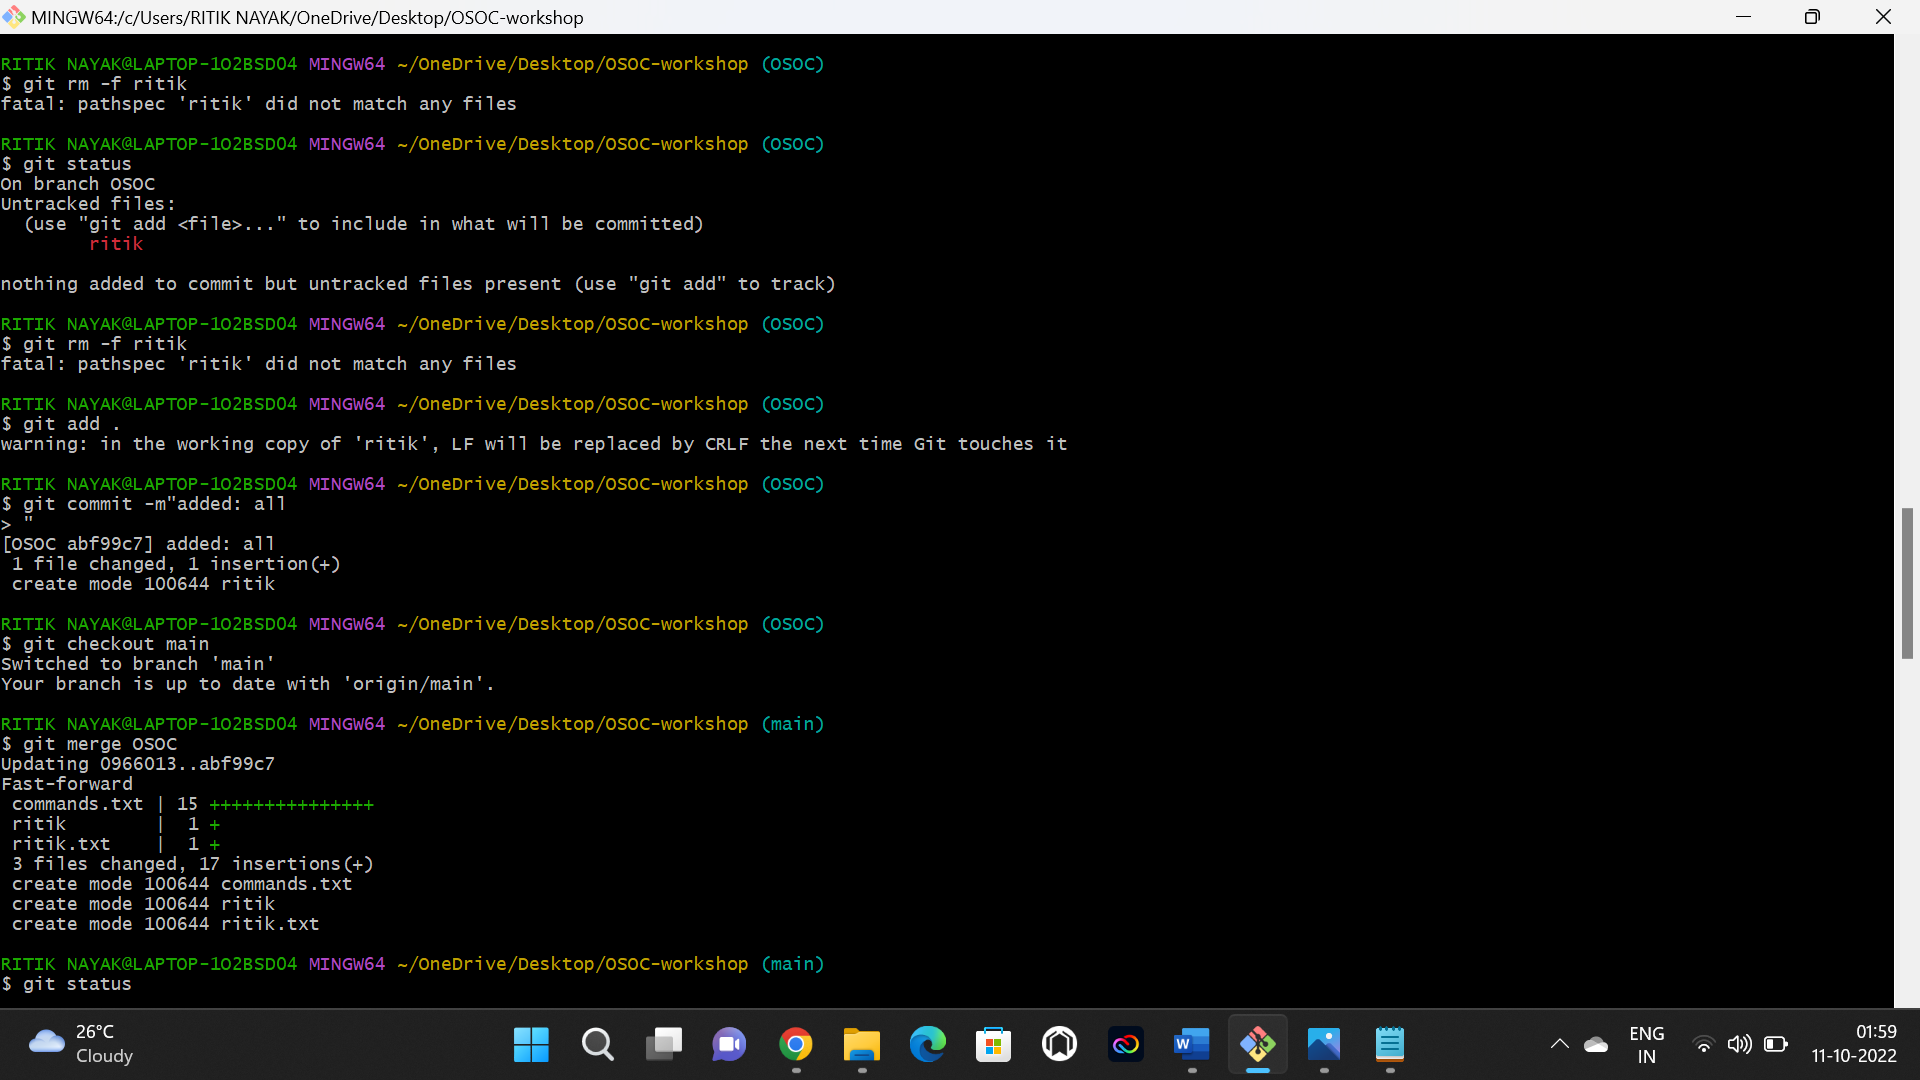 MINGW64:/c/Users/RITIK NAYAK/OneDrive/Desktop/OSOC-workshop
RITIK NAYAK@LAPTOP-1O2BSDO4 MINGW64 ~/OneDrive/Desktop/OSOC-workshop (OSOC)
$ git rm -f ritik
fatal: pathspec 'ritik' did not match any files
RITIK NAYAK@LAPTOP-1O2BSDO4 MINGW64 ~/OneDrive/Desktop/OSOC-workshop (OSOC)
$ git status
On branch OSOC
Untracked files:
  (use "git add <file>..." to include in what will be committed)
        ritik
nothing added to commit but untracked files present (use "git add" to track)
RITIK NAYAK@LAPTOP-1O2BSDO4 MINGW64 ~/OneDrive/Desktop/OSOC-workshop (OSOC)
$ git rm -f ritik
fatal: pathspec 'ritik' did not match any files
RITIK NAYAK@LAPTOP-1O2BSDO4 MINGW64 ~/OneDrive/Desktop/OSOC-workshop (OSOC)
$ git add .
warning: in the working copy of 'ritik', LF will be replaced by CRLF the next time Git touches it
RITIK NAYAK@LAPTOP-1O2BSDO4 MINGW64 ~/OneDrive/Desktop/OSOC-workshop (OSOC)
$ git commit -m"added: all
> "
[OSOC abf99c7] added: all
 1 file changed, 1 insertion(+)
 create mode 100644 ritik
RITIK NAYAK@LAPTOP-1O2BSDO4 MINGW64 ~/OneDrive/Desktop/OSOC-workshop (OSOC)
$ git checkout main
Switched to branch 'main'
Your branch is up to date with 'origin/main'.
RITIK NAYAK@LAPTOP-1O2BSDO4 MINGW64 ~/OneDrive/Desktop/OSOC-workshop (main)
$ git merge OSOC
Updating 0966013..abf99c7
Fast-forward
 commands.txt | 15 +++++++++++++++
 ritik        |  1 +
 ritik.txt    |  1 +
 3 files changed, 17 insertions(+)
 create mode 100644 commands.txt
 create mode 100644 ritik
 create mode 100644 ritik.txt
RITIK NAYAK@LAPTOP-1O2BSDO4 MINGW64 ~/OneDrive/Desktop/OSOC-workshop (main)
$ git status
26°C
Cloudy
W
ENG
IN
01:59
11-10-2022